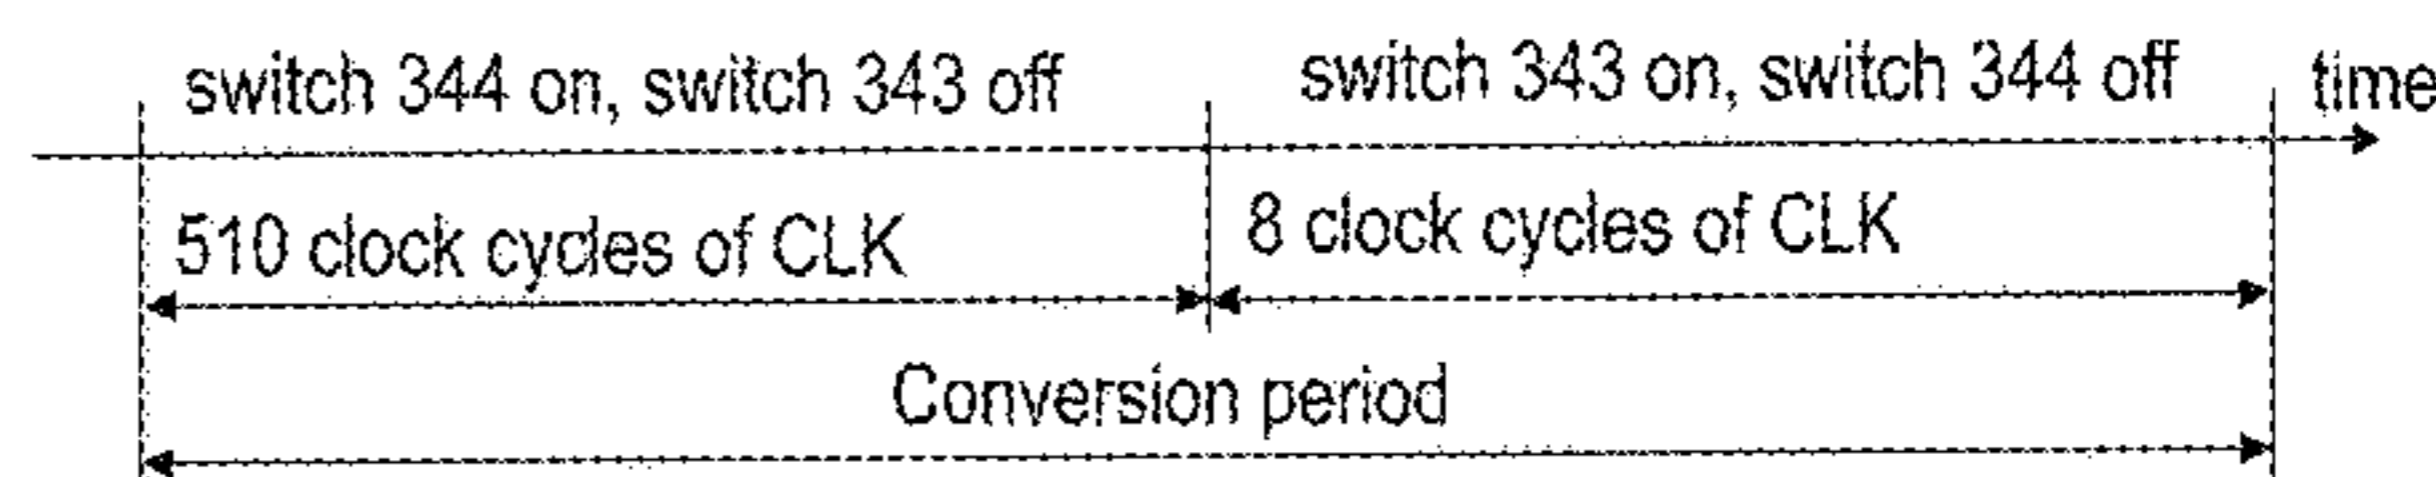 switch 344 on, switch 343 off
switch 343 on, switch 344 off
time
510 clock cycles of CLK
8 clock cycles of CLK
Conversion period